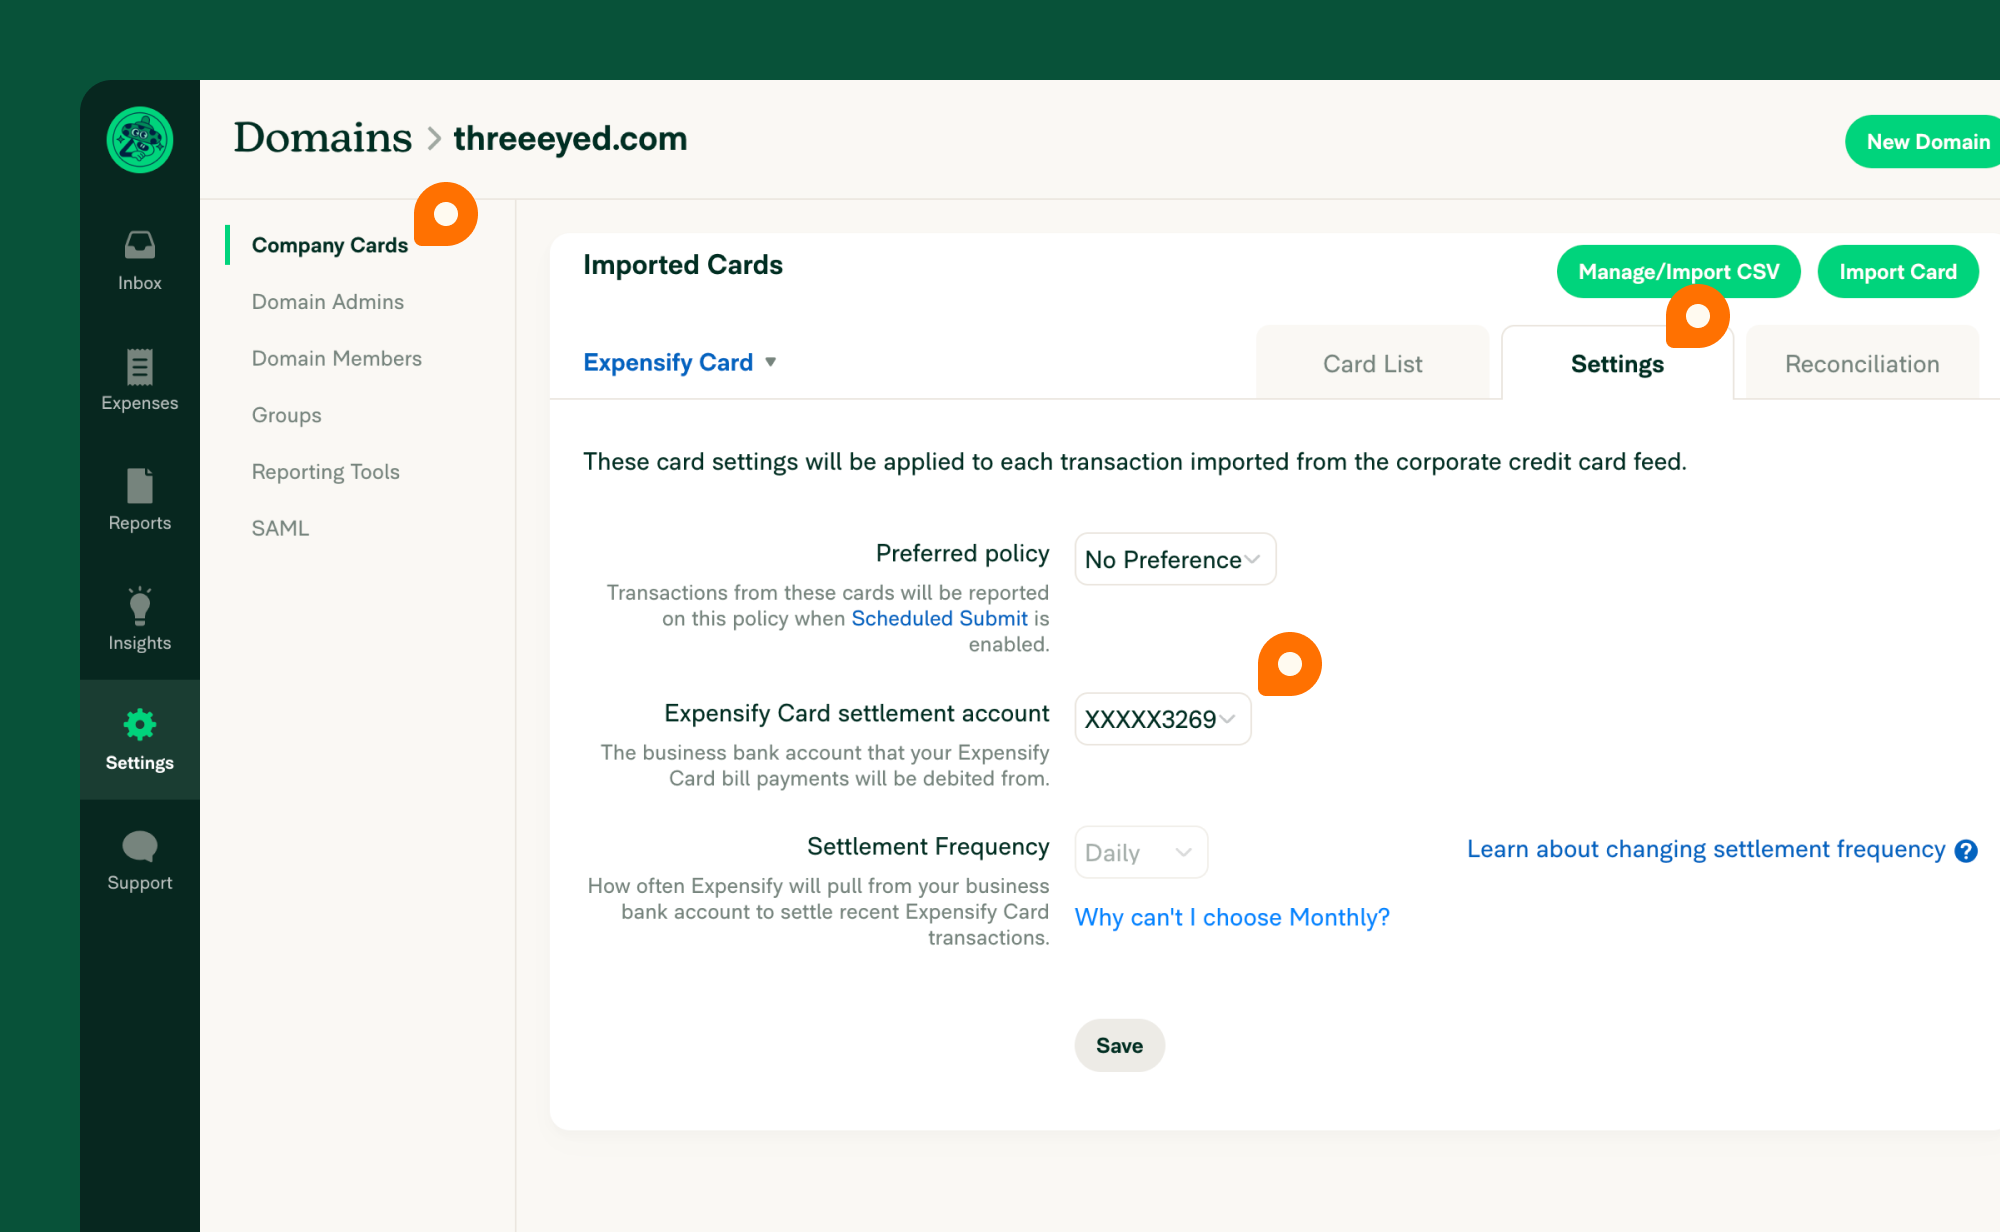 Domains > threeeyed.com
New Domain
Inbox
Expenses
Reports
Insights
Settings
Support
Company Cards
Domain Admins
Domain Members
Groups
Reporting Tools
SAML
Imported Cards
Manage/Import CSV
Import Card
Expensify Card
Card List
Settings
Reconciliation
These card settings will be applied to each transaction imported from the corporate credit card feed.
Preferred policy
No Preference
Transactions from these cards will be reported
on this policy when Scheduled Submit is
enabled.
Expensify Card settlement account
XXXXX3269
The business bank account that your Expensify
Card bill payments will be debited from.
Settlement Frequency
Daily
Learn about changing settlement frequency ?
How often Expensify will pull from your business
bank account to settle recent Expensify Card
transactions.
Why can't I choose Monthly?
Save